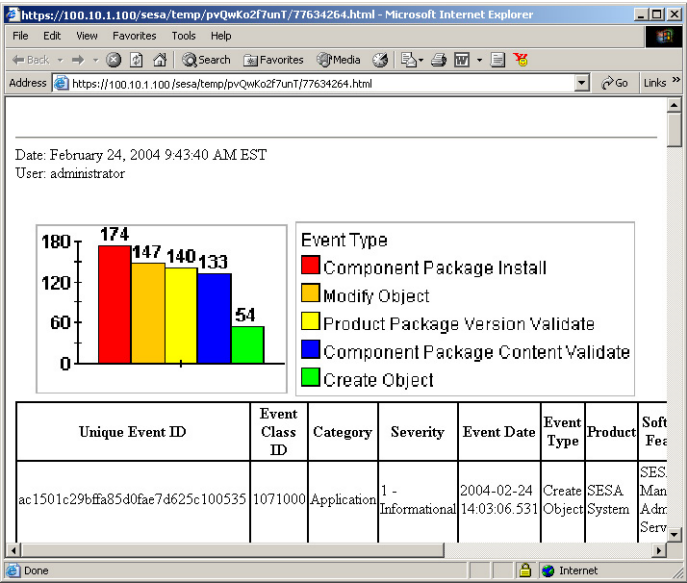 https://100.10.1.100/sesa/temp/pvQwKo2f7unT/77634264.html - Microsoft Internet Explorer
File Edit View Favorites Tools Help
Back Search Favorites Media
Address https://100.10.1.100/sesa/temp/pvQwKo2f7unT/77634264.html Go Links »
Date: February 24, 2004 9:43:40 AM EST
User: administrator
180
120
60
0
174
147
140
133
54
Event Type
Component Package Install
Modify Object
Product Package Version Validate
Component Package Content Validate
Create Object
Unique Event ID Event Class ID Category Severity Event Date Event Type Product Soft Fea
ac1501c29bffa85d0fae7d625c100535 1071000 Application 1 - Informational 2004-02-24 14:03:06.531 Create Object SESA System SES Man Adm Serv
Done Internet